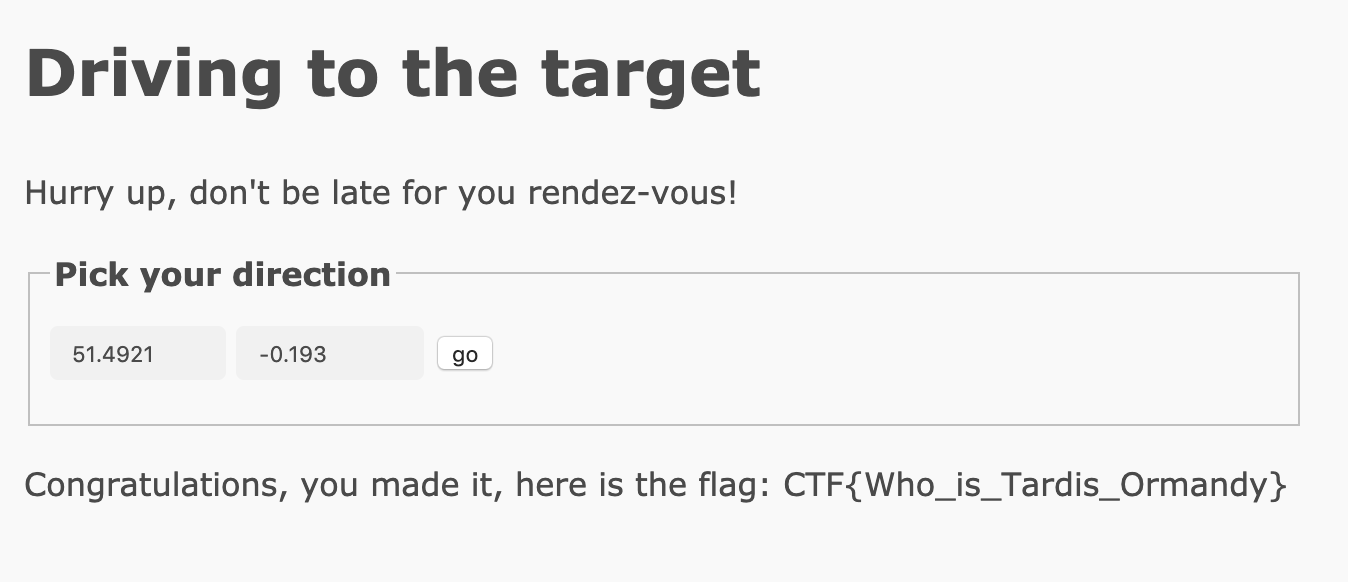 Driving to the target
Hurry up, don't be late for you rendez-vous!
Pick your direction
51.4921 -0.193 go
Congratulations, you made it, here is the flag: CTF{Who_is_Tardis_Ormandy}